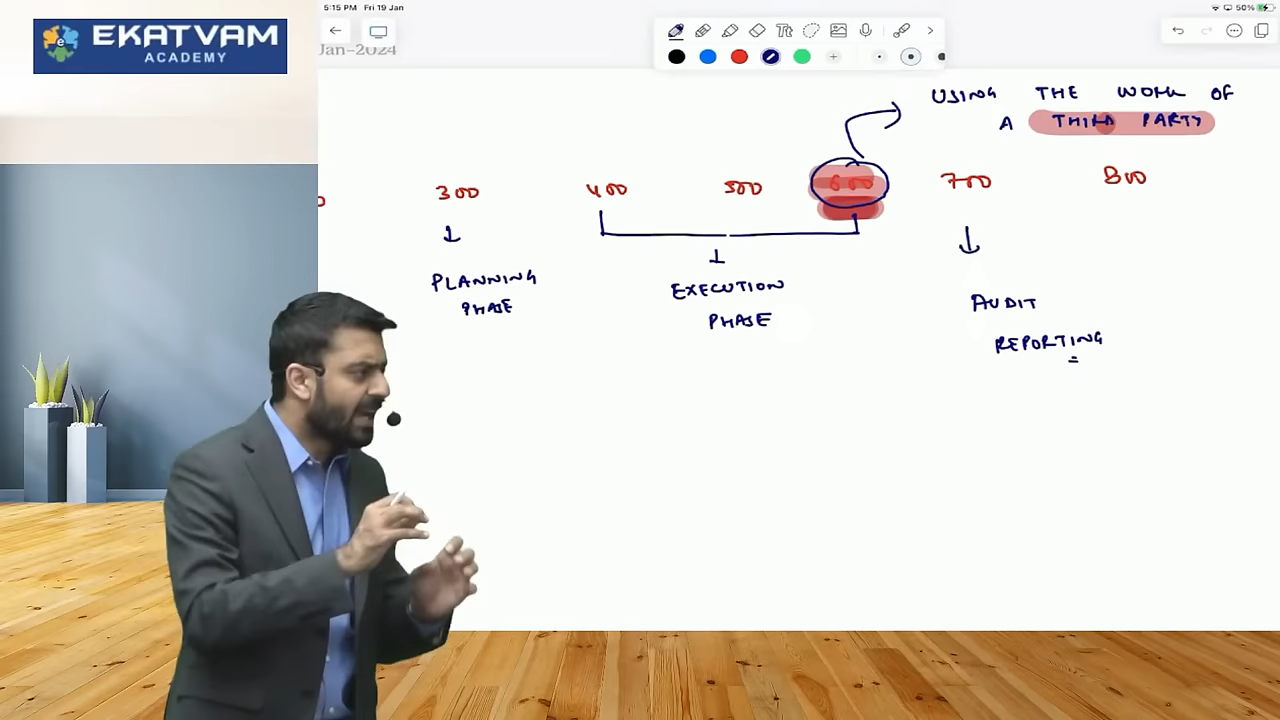 EKATVAM
ACADEMY
5:15 PM Fri 19 Jan
50%
Jan-2024
Tt
USING THE WORK OF
A THIRD PARTY
300 400 500 600 700 800
PLANNING
PHASE
EXECUTION
PHASE
AUDIT
REPORTING